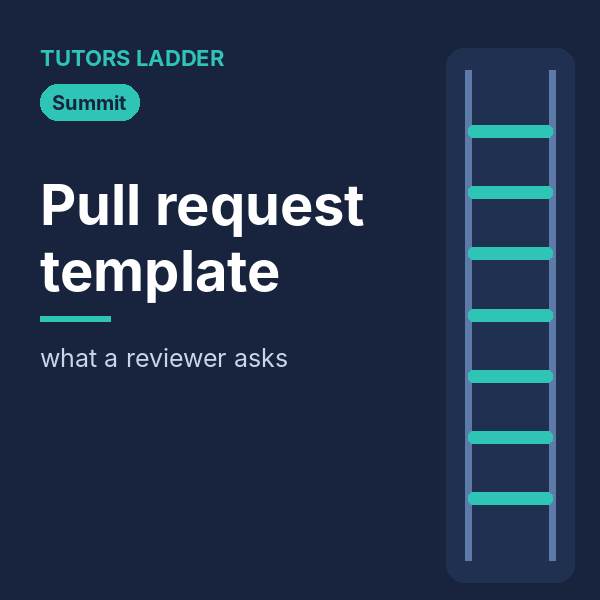 TUTORS LADDER
Summit
Pull request
template
what a reviewer asks